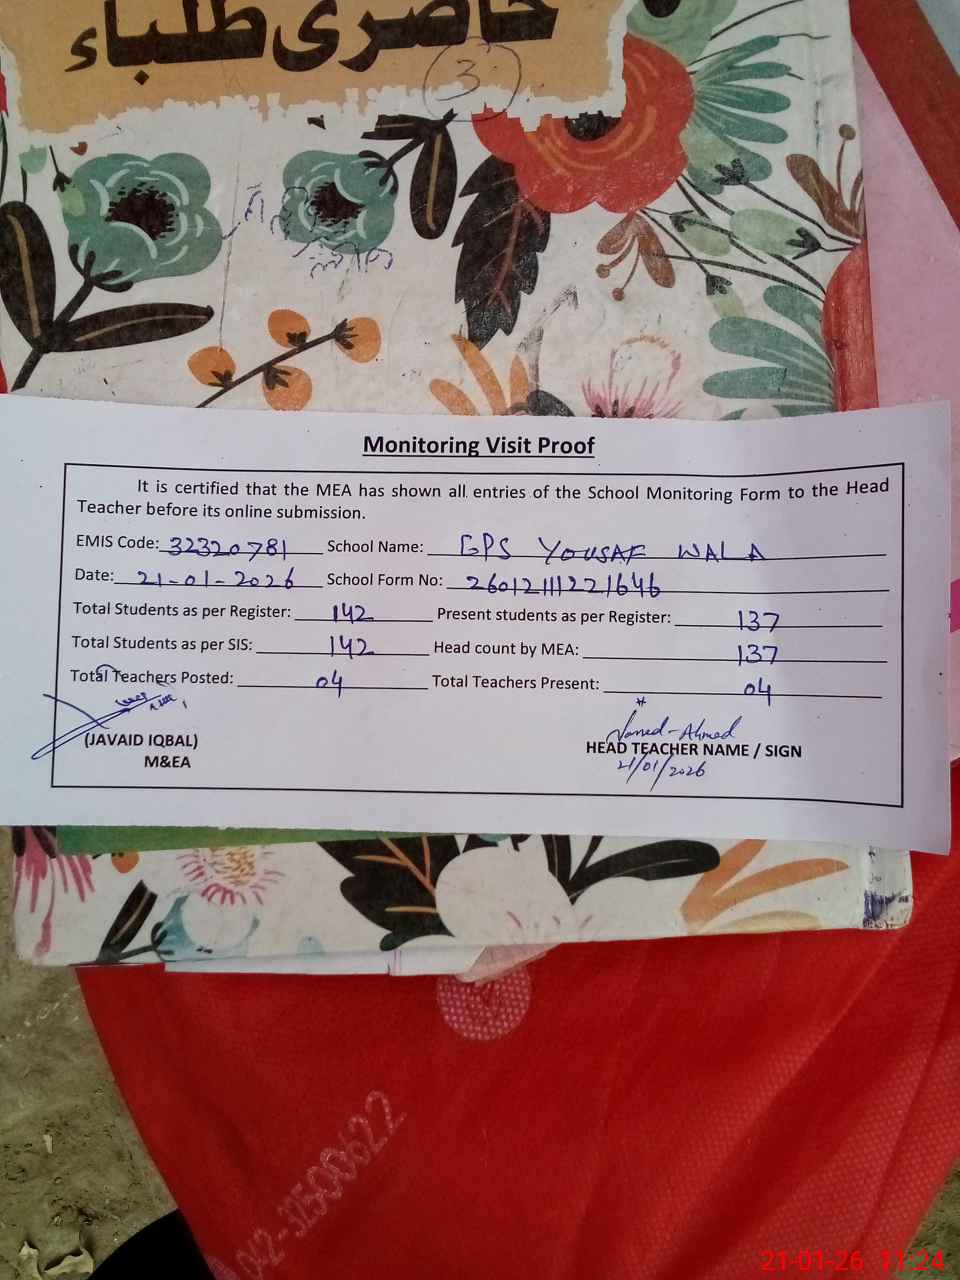 حاضری طلباء
3
Monitoring Visit Proof
It is certified that the MEA has shown all entries of the School Monitoring Form to the Head
Teacher before its online submission.
EMIS Code: 32320781 School Name: GPS YOUSAF WALA
Date: 21-01-2026 School Form No: 260121111221646
Total Students as per Register: 142 Present students as per Register: 137
Total Students as per SIS: 142 Head count by MEA: 137
Total Teachers Posted: 04 Total Teachers Present: 04
(JAVAID IQBAL)
M&EA
Ahmed
HEAD TEACHER NAME / SIGN
21/01/2026
042-37500622
21-01-26 11:24